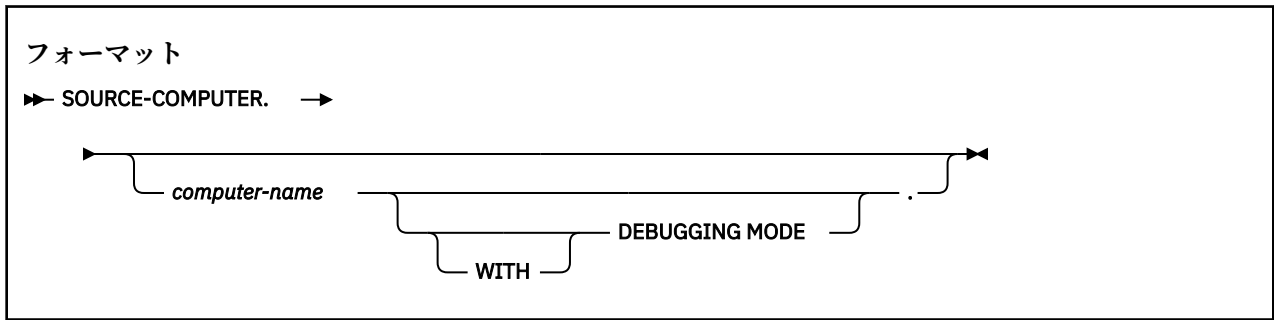 フォーマット
SOURCE-COMPUTER.
computer-name .
DEBUGGING MODE
WITH